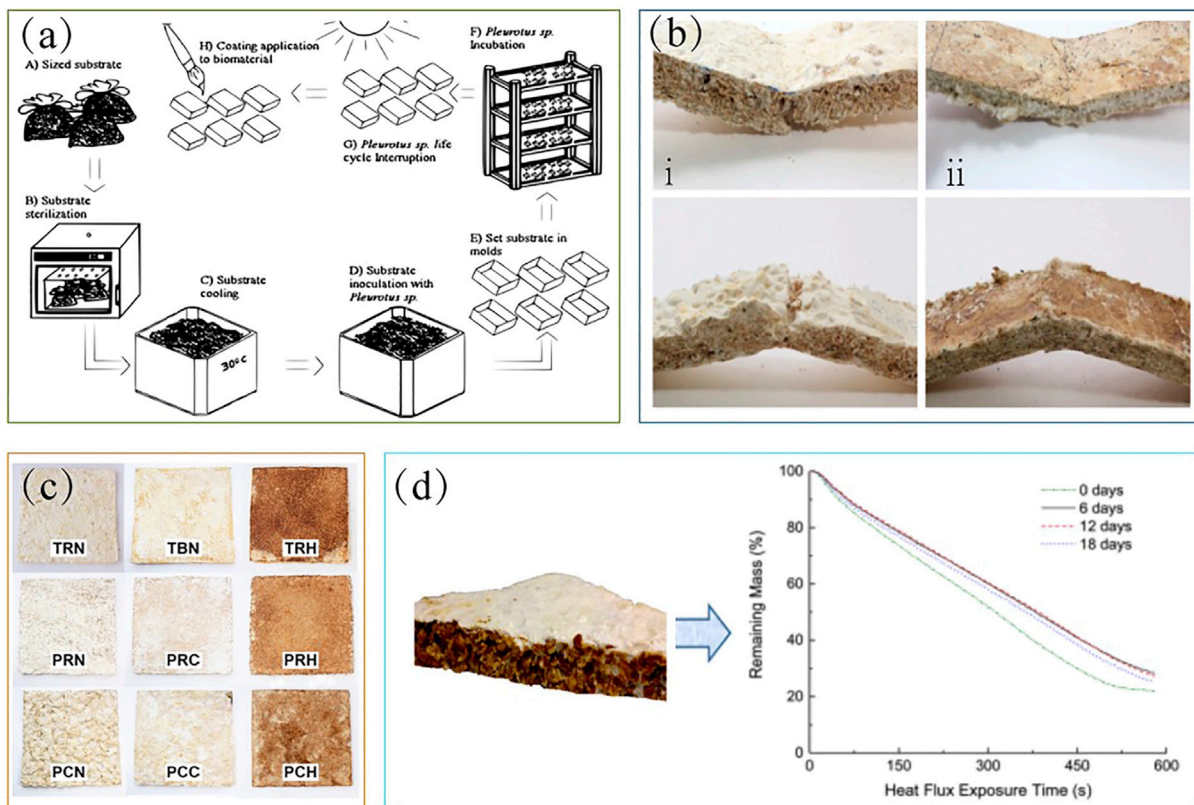 (a)
A) Sized substrate
H) Coating application
to biomaterial
F) Pleurotus sp.
Incubation
G) Pleurotus sp. life
cycle Interruption
B) Substrate
sterilization
C) Substrate
cooling
30°C
D) Substrate
inoculation with
Pleurotus sp.
E) Set substrate in
molds
(b)
i
ii
(c)
TRN
TBN
TRH
PRN
PRC
PRH
PCN
PCC
PCH
(d)
Remaining Mass (%)
100
80
60
40
20
0
0 days
6 days
12 days
18 days
0
150
300
450
600
Heat Flux Exposure Time (s)